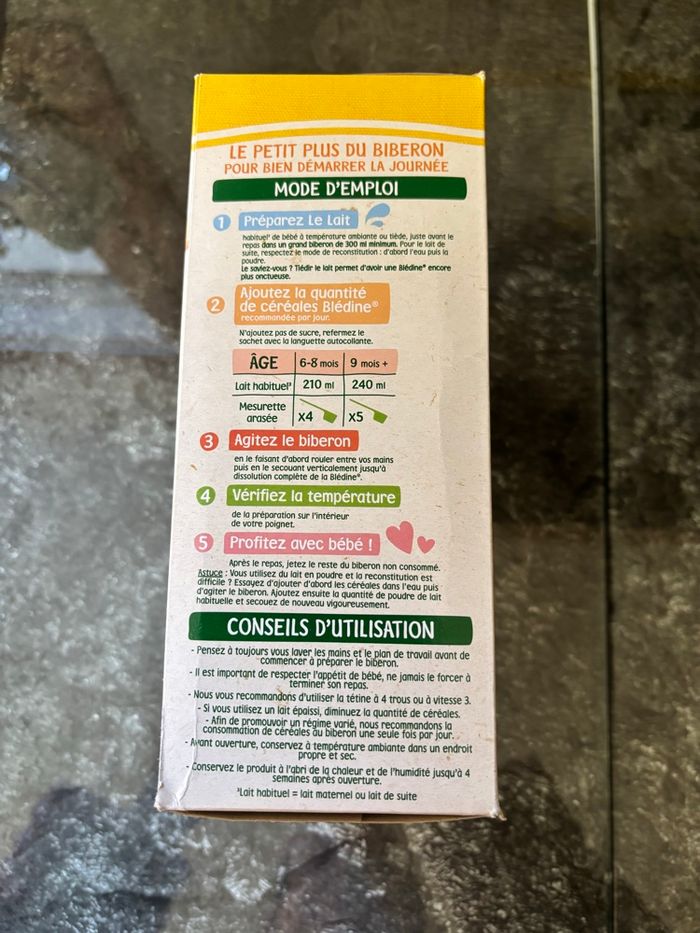 LE PETIT PLUS DU BIBERON
POUR BIEN DÉMARRER LA JOURNÉE
MODE D'EMPLOI
1 Préparez Le Lait
habituel¹ de bébé à température ambiante ou tiède, juste avant le
repas dans un grand biberon de 300 ml minimum. Pour le lait de
suite, respectez le mode de reconstitution : d'abord l'eau puis la
poudre.
Le saviez-vous ? Tiédir le lait permet d'avoir une Blédine® encore
plus onctueuse.
2 Ajoutez la quantité
de céréales Blédine®
recommandée par jour.
N'ajoutez pas de sucre, refermez le
sachet avec la languette autocollante.
ÂGE 6-8 mois 9 mois +
Lait habituel¹ 210 ml 240 ml
Mesurette
arasée x4 x5
3 Agitez le biberon
en le faisant d'abord rouler entre vos mains
puis en le secouant verticalement jusqu'à
dissolution complète de la Blédine®.
4 Vérifiez la température
de la préparation sur l'intérieur
de votre poignet.
5 Profitez avec bébé !
Après le repas, jetez le reste du biberon non consommé.
Astuce : Vous utilisez du lait en poudre et la reconstitution est
difficile ? Essayez d'ajouter d'abord les céréales dans l'eau puis
d'agiter le biberon. Ajoutez ensuite la quantité de poudre de lait
habituelle et secouez de nouveau vigoureusement.
CONSEILS D'UTILISATION
- Pensez à toujours vous laver les mains et le plan de travail avant de
commencer à préparer le biberon.
- Il est important de respecter l'appétit de bébé, ne jamais le forcer à
terminer son repas.
- Nous vous recommandons d'utiliser la tétine à 4 trous ou à vitesse 3.
- Si vous utilisez un lait épaissi, diminuez la quantité de céréales.
- Afin de promouvoir un régime varié, nous recommandons la
consommation de céréales au biberon une seule fois par jour.
- Avant ouverture, conservez à température ambiante dans un endroit
propre et sec.
- Conservez le produit à l'abri de la chaleur et de l'humidité jusqu'à 4
semaines après ouverture.
¹Lait habituel = lait maternel ou lait de suite